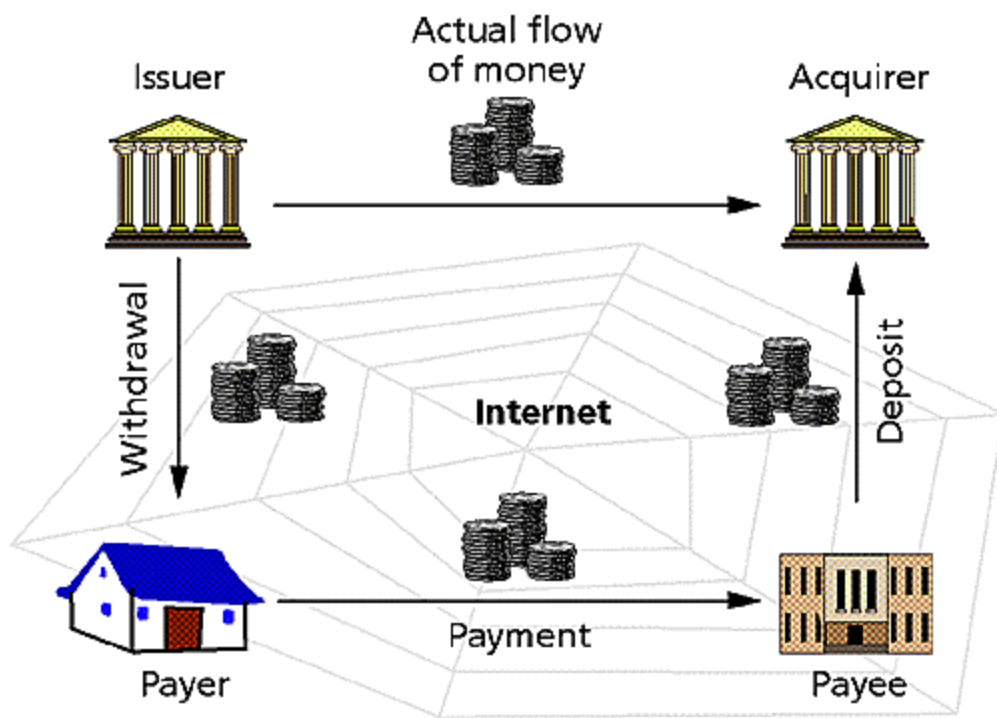 Actual flow
of money
Issuer
Acquirer
Withdrawal
Internet
Deposit
Payment
Payer
Payee